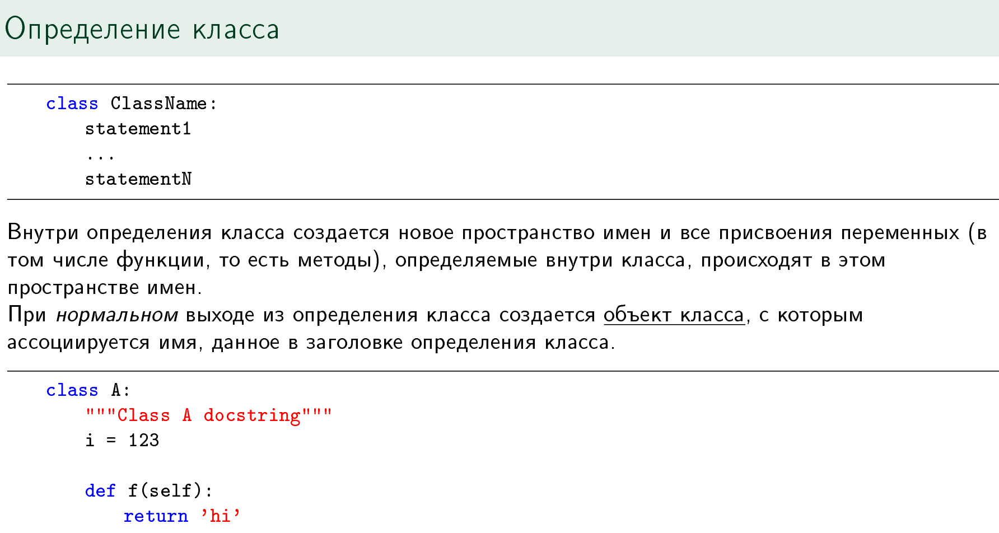 Определение класса
class ClassName:
statement1
...
statementN
Внутри определения класса создается новое пространство имен и все присвоения переменных (в
том числе функции, то есть методы), определяемые внутри класса, происходят в этом
пространстве имен.
При нормальном выходе из определения класса создается объект класса, с которым
ассоциируется имя, данное в заголовке определения класса.
class A:
"""Class A docstring"""
i = 123
def f(self):
return 'hi'